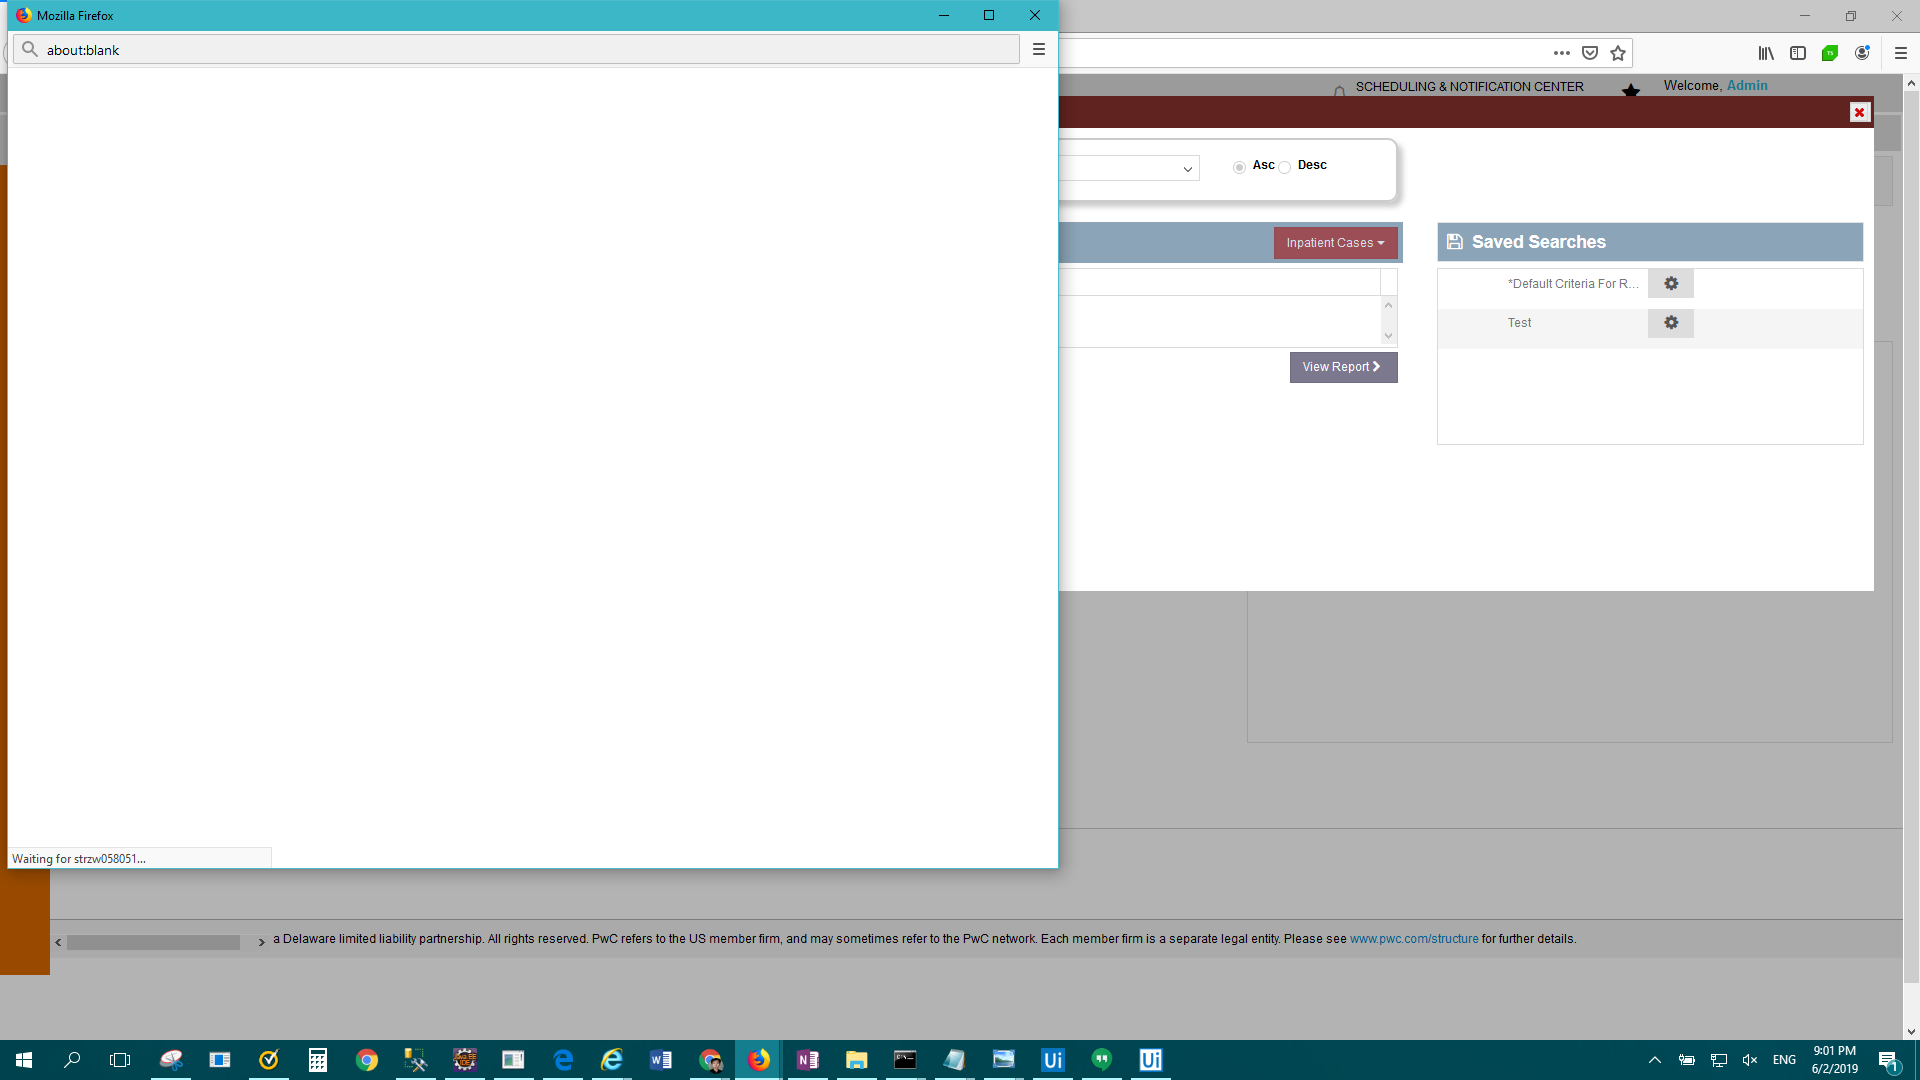 Mozilla Firefox
about:blank
SCHEDULING & NOTIFICATION CENTER
Welcome, Admin
Asc
Desc
Inpatient Cases
Saved Searches
*Default Criteria For R...
Test
View Report
Waiting for strzw058051...
a Delaware limited liability partnership. All rights reserved. PwC refers to the US member firm, and may sometimes refer to the PwC network. Each member firm is a separate legal entity. Please see www.pwc.com/structure for further details.
ENG
9:01 PM
6/2/2019
1